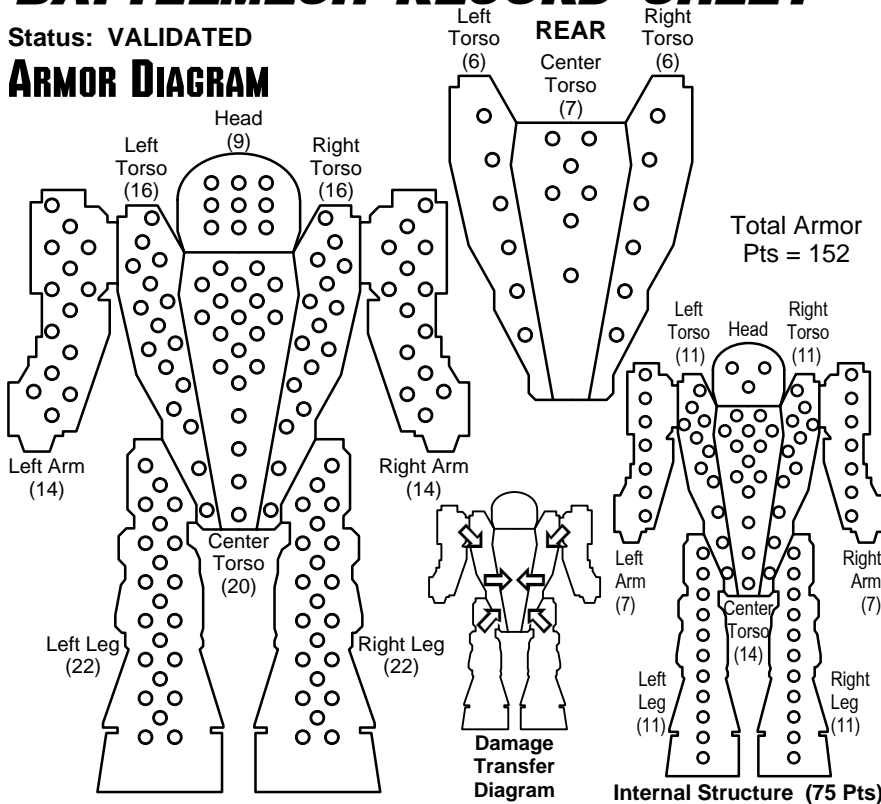 Status: VALIDATED
ARMOR DIAGRAM
Head
(9)
Left
Torso
(16)
Right
Torso
(16)
Left Arm
(14)
Right Arm
(14)
Center
Torso
(20)
Left Leg
(22)
Right Leg
(22)
REAR
Left
Torso
(6)
Center
Torso
(7)
Right
Torso
(6)
Total Armor
Pts = 152
Left
Torso
(11)
Head
Right
Torso
(11)
Left
Arm
(7)
Right
Arm
(7)
Center
Torso
(14)
Left
Leg
(11)
Right
Leg
(11)
Damage
Transfer
Diagram
Internal Structure (75 Pts)